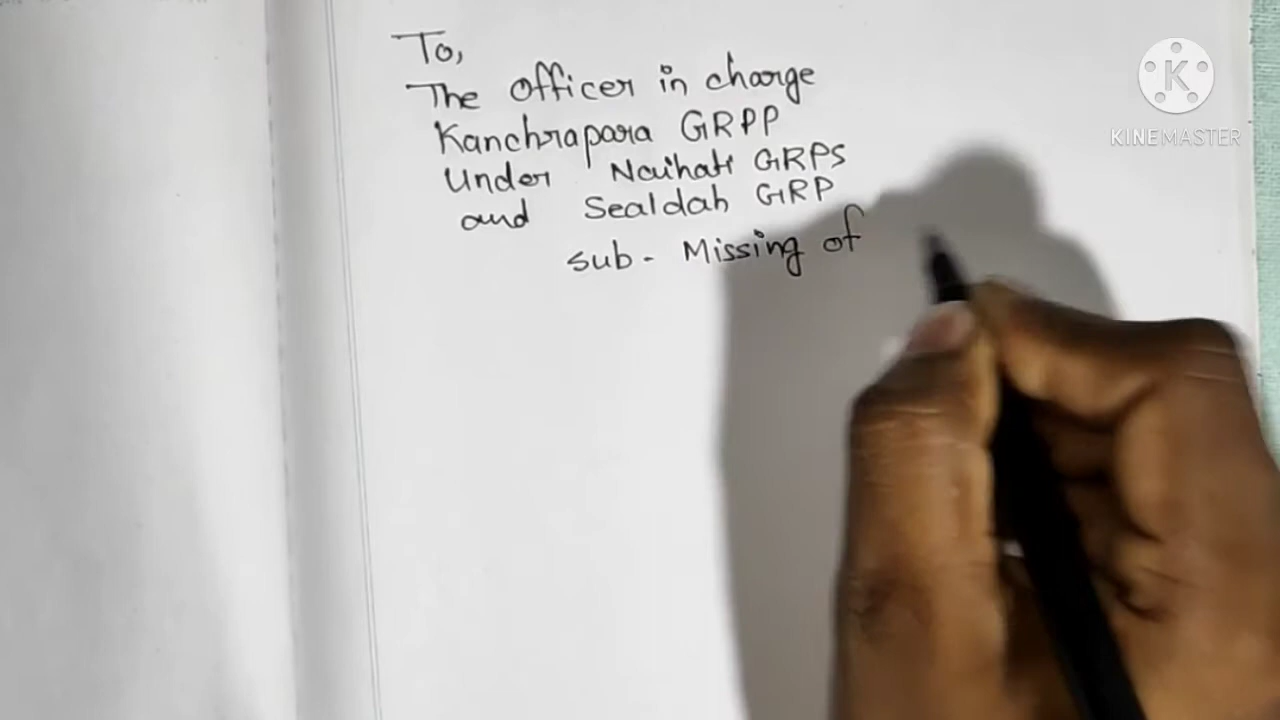 To,
The officer in charge
Kanchrapara GRPP
Under Naihati GRPS
and Sealdah GRP
sub- Missing of
K
KINEMASTER